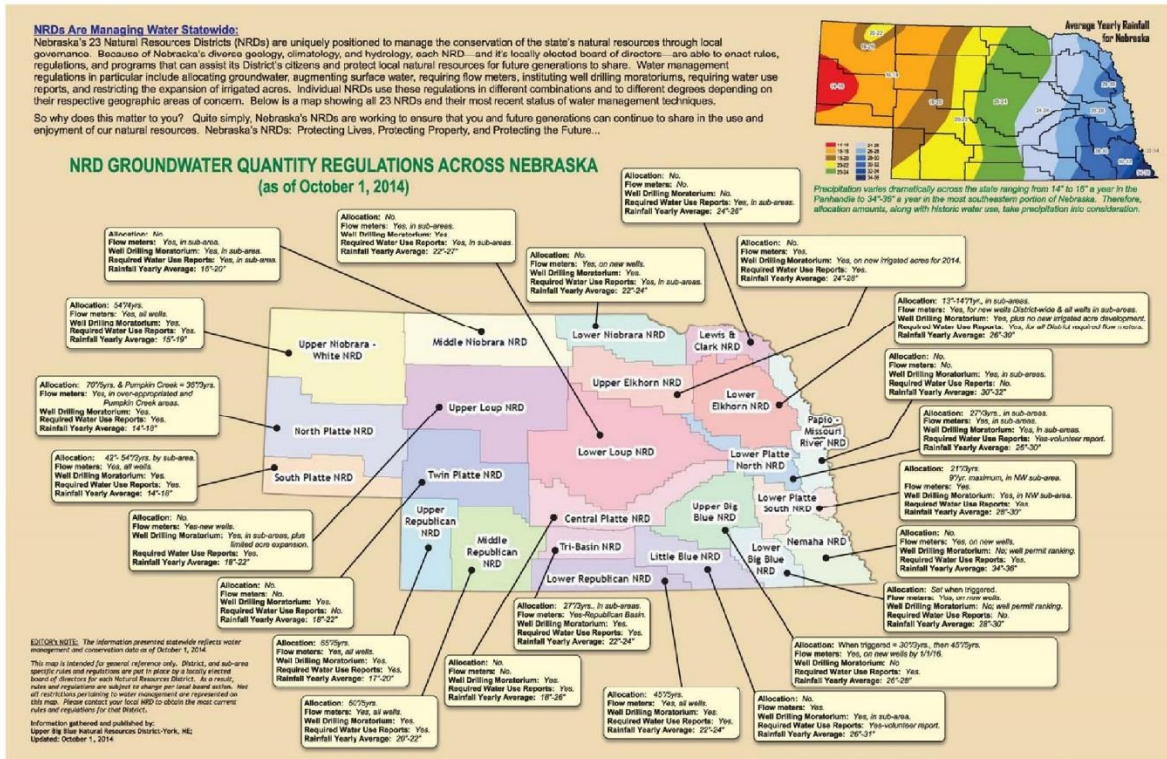 NRDs Are Managing Water Statewide:
Nebraska's 23 Natural Resources Districts (NRDs) are uniquely positioned to manage the conservation of the state's natural resources through local
governance. Because of Nebraska's diverse geology, climatology, and hydrology, each NRD—and it's locally elected board of directors—are able to enact rules,
regulations, and programs that can assist its District's citizens and protect local natural resources for future generations to share. Water management
regulations in particular include allocating groundwater, augmenting surface water, requiring flow meters, instituting well drilling moratoriums, requiring water use
reports, and restricting the expansion of irrigated acres. Individual NRDs use these regulations in different combinations and to different degrees depending on
their respective geographic areas of concern. Below is a map showing all 23 NRDs and their most recent status of water management techniques.
So why does this matter to you? Quite simply, Nebraska's NRDs are working to ensure that you and future generations can continue to share in the use and
enjoyment of our natural resources. Nebraska's NRDs: Protecting Lives, Protecting Property, and Protecting the Future...
Average Yearly Rainfall
for Nebraska
Precipitation varies dramatically across the state ranging from 14" to 16" a year in the
Panhandle to 34"-36" a year in the most southeastern portion of Nebraska. Therefore,
allocation amounts, along with historic water use, take precipitation into consideration.
NRD GROUNDWATER QUANTITY REGULATIONS ACROSS NEBRASKA
(as of October 1, 2014)
Allocation: No.
Flow meters: Yes, in sub-areas.
Well Drilling Moratorium: No.
Required Water Use Reports: Yes, in sub-areas.
Rainfall Yearly Average: 24"-26"
Allocation: No.
Flow meters: Yes, in sub-areas.
Well Drilling Moratorium: Yes.
Required Water Use Reports: Yes, in sub-areas.
Rainfall Yearly Average: 22"-27"
Allocation: No.
Flow meters: Yes, in sub-area.
Well Drilling Moratorium: Yes, in sub-area.
Required Water Use Reports: Yes, in sub-area.
Rainfall Yearly Average: 16"-20"
Allocation: No.
Flow meters: Yes, on new wells.
Well Drilling Moratorium: Yes.
Required Water Use Reports: Yes, in sub-areas.
Rainfall Yearly Average: 22"-24"
Allocation: No.
Flow meters: Yes.
Well Drilling Moratorium: Yes, on new irrigated acres for 2014.
Required Water Use Reports: Yes.
Rainfall Yearly Average: 24"-28"
Allocation: 54"/4yrs.
Flow meters: Yes, all wells.
Well Drilling Moratorium: Yes.
Required Water Use Reports: Yes.
Rainfall Yearly Average: 15"-19"
Allocation: 13"-14"/1yr., in sub-areas.
Flow meters: Yes, for new wells District-wide & all wells in sub-areas.
Well Drilling Moratorium: Yes, plus no new irrigated acre development.
Required Water Use Reports: Yes, for all District required flow meters.
Rainfall Yearly Average: 26"-30"
Allocation: No.
Flow meters: No.
Well Drilling Moratorium: Yes, in sub-areas.
Required Water Use Reports: No.
Rainfall Yearly Average: 30"-32"
Allocation: 70"/5yrs. & Pumpkin Creek = 36"/3yrs.
Flow meters: Yes, in over-appropriated and
Pumpkin Creek areas.
Well Drilling Moratorium: Yes.
Required Water Use Reports: Yes.
Rainfall Yearly Average: 14"-18"
Allocation: 27"/3yrs., in sub-areas.
Flow meters: Yes, in sub-areas.
Well Drilling Moratorium: Yes, in sub-areas.
Required Water Use Reports: Yes-volunteer report.
Rainfall Yearly Average: 26"-30"
Allocation: 42"- 54"/3yrs. by sub-area.
Flow meters: Yes, all wells.
Well Drilling Moratorium: Yes.
Required Water Use Reports: Yes.
Rainfall Yearly Average: 14"-18"
Allocation: 21"/3yrs.
9"/yr. maximum, in NW sub-area.
Flow meters: Yes.
Well Drilling Moratorium: Yes, in NW sub-area.
Required Water Use Reports: Yes.
Rainfall Yearly Average: 28"-30"
Upper Niobrara -
White NRD
Middle Niobrara NRD
Lower Niobrara NRD
Lewis &
Clark NRD
Upper Elkhorn NRD
Lower
Elkhorn NRD
Upper Loup NRD
North Platte NRD
Papio -
Missouri
River NRD
Lower Loup NRD
Lower Platte
North NRD
South Platte NRD
Twin Platte NRD
Lower Platte
South NRD
Upper
Republican
NRD
Central Platte NRD
Upper Big
Blue NRD
Middle
Republican
NRD
Tri-Basin NRD
Little Blue NRD
Lower
Big Blue
NRD
Nemaha NRD
Lower Republican NRD
Allocation: No.
Flow meters: Yes-new wells.
Well Drilling Moratorium: Yes, in sub-areas, plus
limited acre expansion.
Required Water Use Reports: Yes.
Rainfall Yearly Average: 18"-22"
Allocation: No.
Flow meters: Yes, on new wells.
Well Drilling Moratorium: No; well permit ranking.
Required Water Use Reports: Yes.
Rainfall Yearly Average: 34"-36"
Allocation: No.
Flow meters: No.
Well Drilling Moratorium: Yes.
Required Water Use Reports: No.
Rainfall Yearly Average: 18"-22"
Allocation: Set when triggered.
Flow meters: Yes, on new wells.
Well Drilling Moratorium: No; well permit ranking.
Required Water Use Reports: No.
Rainfall Yearly Average: 28"-30"
Allocation: 27"/3yrs., in sub-areas.
Flow meters: Yes-Republican Basin.
Well Drilling Moratorium: Yes.
Required Water Use Reports: Yes.
Rainfall Yearly Average: 22"-24"
Allocation: 65"/5yrs.
Flow meters: Yes, all wells.
Well Drilling Moratorium: Yes.
Required Water Use Reports: Yes.
Rainfall Yearly Average: 17"-20"
Allocation: When triggered = 30"/3yrs., then 45"/5yrs.
Flow meters: Yes, on new wells by 1/1/16.
Well Drilling Moratorium: No
Required Water Use Reports: Yes.
Rainfall Yearly Average: 26"-28"
Allocation: No.
Flow meters: No.
Well Drilling Moratorium: Yes.
Required Water Use Reports: Yes.
Rainfall Yearly Average: 18"-26"
Allocation: 60"/5yrs.
Flow meters: Yes, all wells.
Well Drilling Moratorium: Yes.
Required Water Use Reports: Yes.
Rainfall Yearly Average: 20"-22"
Allocation: 45"/5yrs.
Flow meters: Yes, all wells.
Well Drilling Moratorium: Yes.
Required Water Use Reports: Yes.
Rainfall Yearly Average: 22"-24"
Allocation: No.
Flow meters: Yes.
Well Drilling Moratorium: Yes, in sub-area.
Required Water Use Reports: Yes-volunteer report.
Rainfall Yearly Average: 26"-31"
EDITOR'S NOTE: The information presented statewide reflects water
management and conservation data as of October 1, 2014.
This map is intended for general reference only. District, and sub-area
specific rules and regulations are put in place by a locally elected
board of directors for each Natural Resources District. As a result,
rules and regulations are subject to change per local board action. Not
all restrictions pertaining to water management are represented on
this map. Please contact your local NRD to obtain the most current
rules and regulations for that District.
Information gathered and published by:
Upper Big Blue Natural Resources District-York, NE;
Updated: October 1, 2014